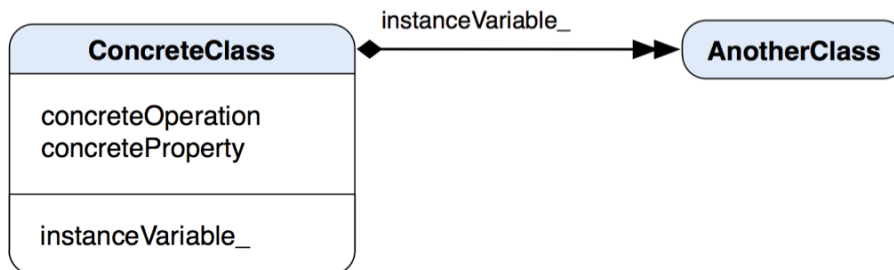 instanceVariable_
ConcreteClass
AnotherClass
concreteOperation
concreteProperty
instanceVariable_